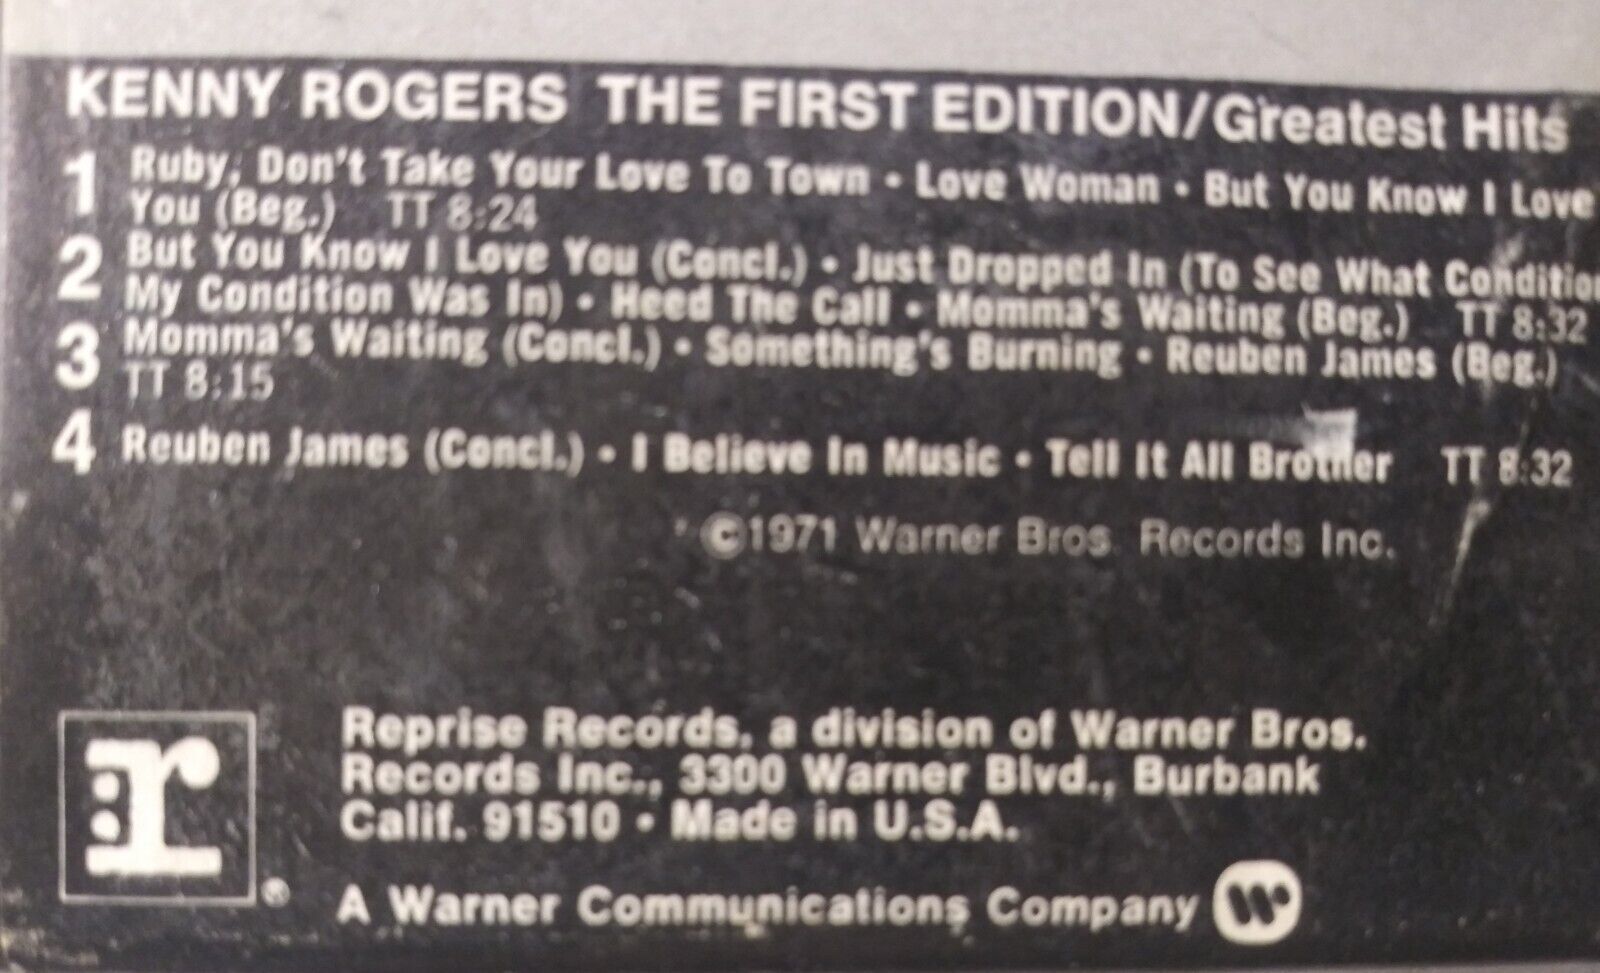 KENNY ROGERS THE FIRST EDITION/Greatest Hits
1 Ruby, Don't Take Your Love To Town • Love Woman • But You Know I Love
You (Beg.) TT 8:24
2 But You Know I Love You (Concl.) • Just Dropped In (To See What Condition
My Condition Was In) • Heed The Call • Momma's Waiting (Beg.) TT 8:32
3 Momma's Waiting (Concl.) • Something's Burning • Reuben James (Beg.)
TT 8:15
4 Reuben James (Concl.) • I Believe In Music • Tell It All Brother TT 8:32
©1971 Warner Bros. Records Inc.
Reprise Records, a division of Warner Bros.
Records Inc., 3300 Warner Blvd., Burbank
Calif. 91510 • Made in U.S.A.
r ®
A Warner Communications Company W